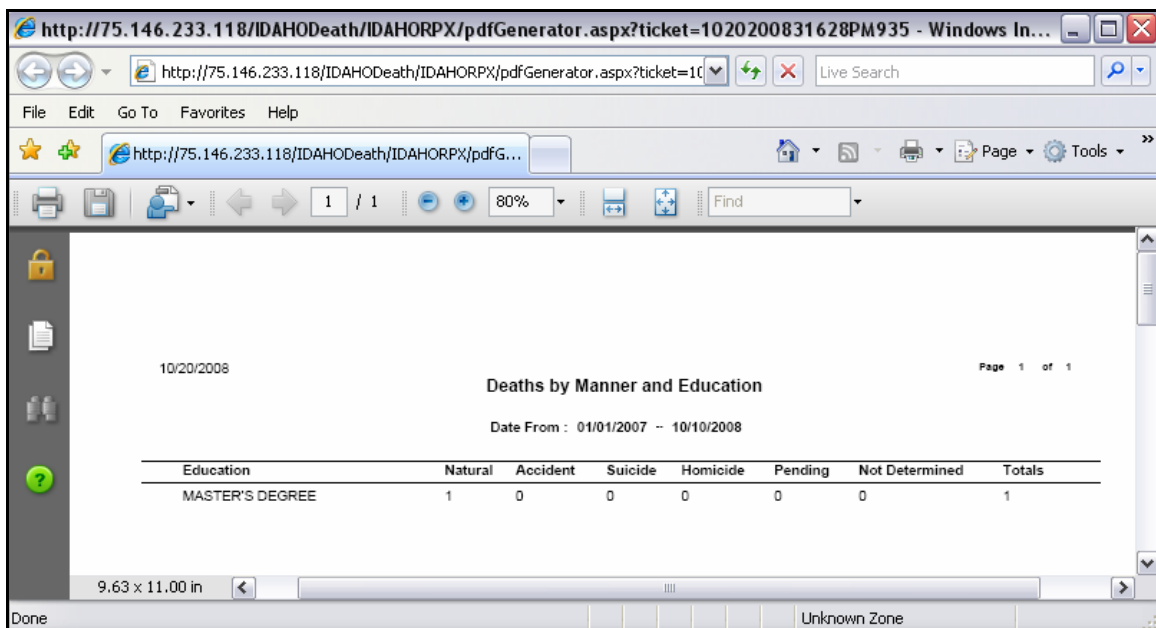 http://75.146.233.118/IDAHODeath/IDAHORPX/pdfGenerator.aspx?ticket=1020200831628PM935 - Windows In...
http://75.146.233.118/IDAHODeath/IDAHORPX/pdfGenerator.aspx?ticket=1( Live Search
File Edit Go To Favorites Help
http://75.146.233.118/IDAHODeath/IDAHORPX/pdfG... Page Tools »
1 / 1 80% Find
10/20/2008 Page 1 of 1
Deaths by Manner and Education
Date From : 01/01/2007 -- 10/10/2008
Education Natural Accident Suicide Homicide Pending Not Determined Totals
MASTER'S DEGREE 1 0 0 0 0 0 1
9.63 x 11.00 in
Done Unknown Zone